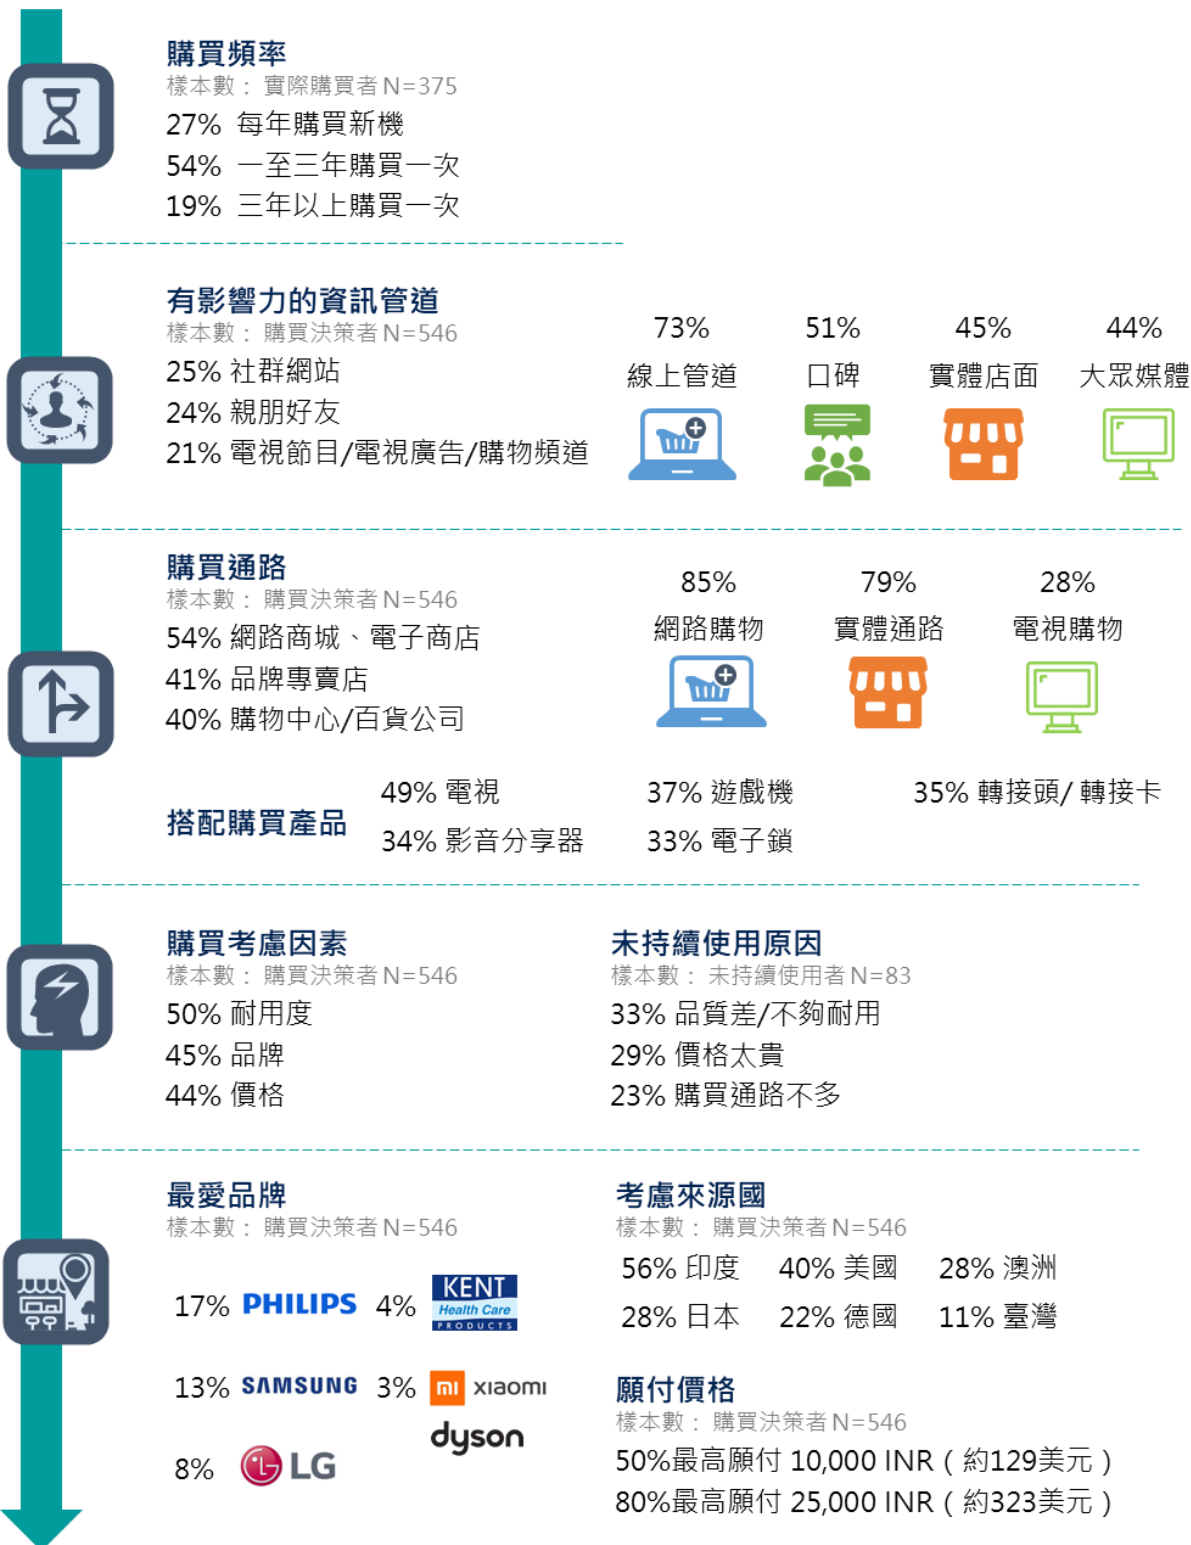 購買頻率
樣本數：實際購買者 N=375
27% 每年購買新機
54% 一至三年購買一次
19% 三年以上購買一次
有影響力的資訊管道
樣本數：購買決策者 N=546
25% 社群網站
24% 親朋好友
21% 電視節目/電視廣告/購物頻道
73% 51% 45% 44%
線上管道 口碑 實體店面 大眾媒體
購買通路
樣本數：購買決策者 N=546
54% 網路商城、電子商店
41% 品牌專賣店
40% 購物中心/百貨公司
85% 79% 28%
網路購物 實體通路 電視購物
搭配購買產品
49% 電視 37% 遊戲機 35% 轉接頭/ 轉接卡
34% 影音分享器 33% 電子鎖
購買考慮因素
樣本數：購買決策者 N=546
50% 耐用度
45% 品牌
44% 價格
未持續使用原因
樣本數：未持續使用者 N=83
33% 品質差/不夠耐用
29% 價格太貴
23% 購買通路不多
最愛品牌
樣本數：購買決策者 N=546
17% PHILIPS 4% KENT
Health Care
PRODUCTS
13% SAMSUNG 3% mi xiaomi
dyson
8% LG
考慮來源國
樣本數：購買決策者 N=546
56% 印度 40% 美國 28% 澳洲
28% 日本 22% 德國 11% 臺灣
願付價格
樣本數：購買決策者 N=546
50%最高願付 10,000 INR（約129美元）
80%最高願付 25,000 INR（約323美元）